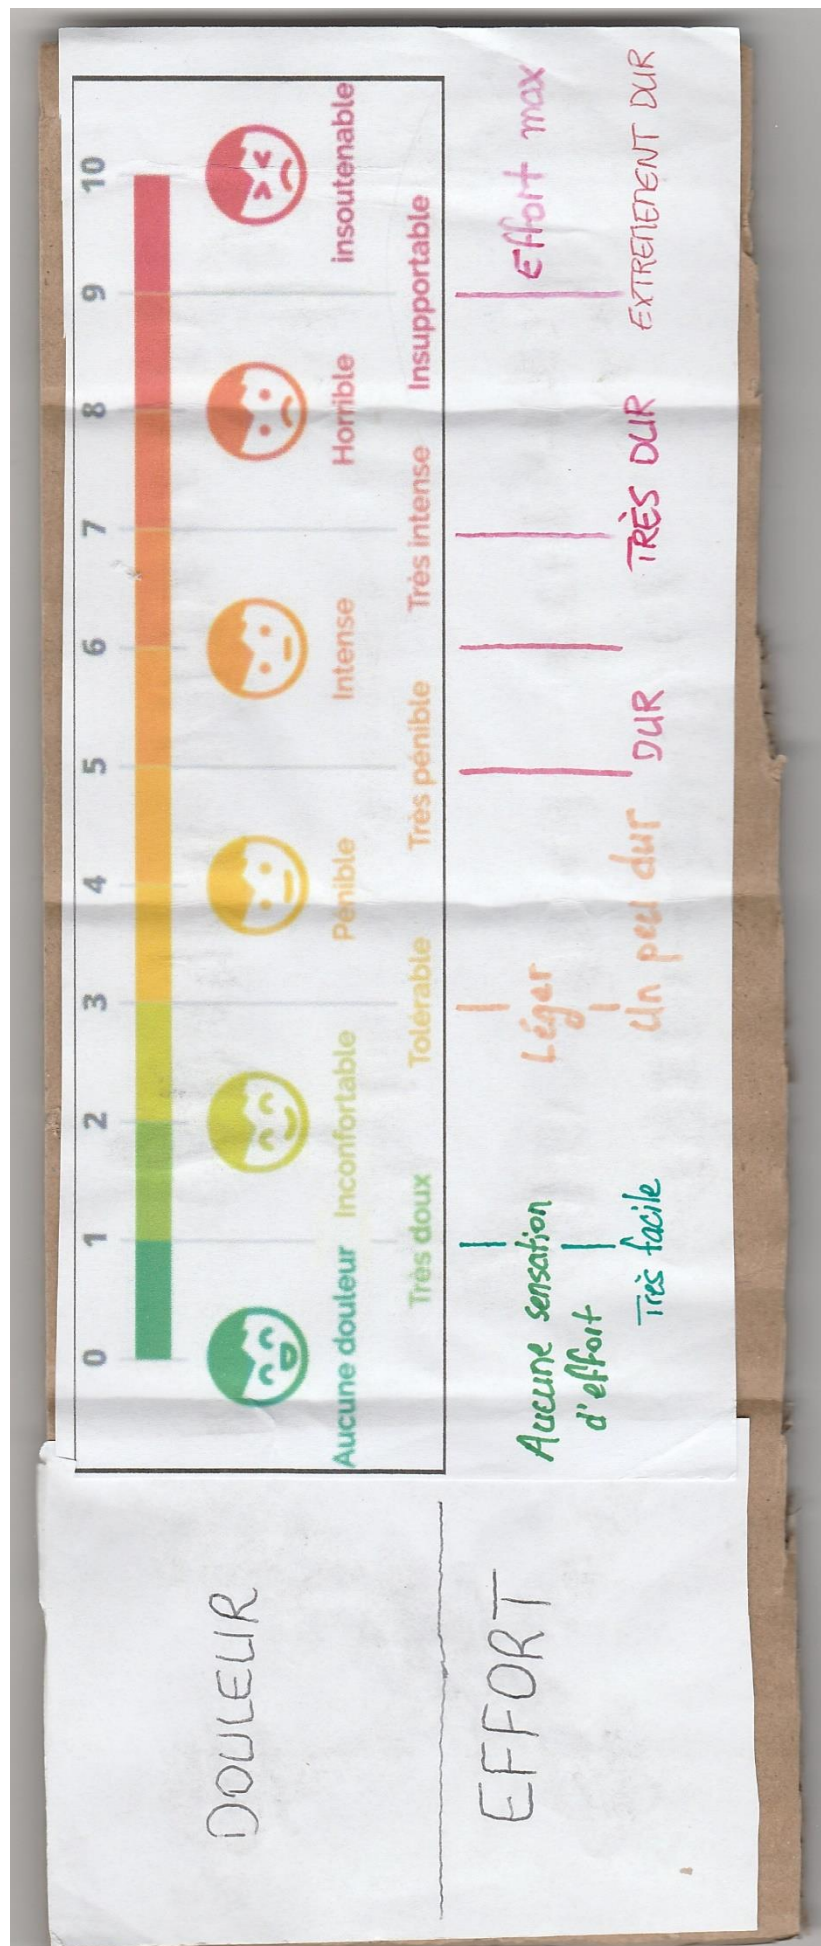 DOULEUR
0 1 2 3 4 5 6 7 8 9 10
Aucune douleur Inconfortable Pénible Intense Horrible insoutenable
Très doux Tolérable Très pénible Très intense Insupportable
EFFORT
Aucune sensation Léger Effort max
d'effort
Très facile Un peu dur DUR TRÈS DUR EXTREMEMENT DUR